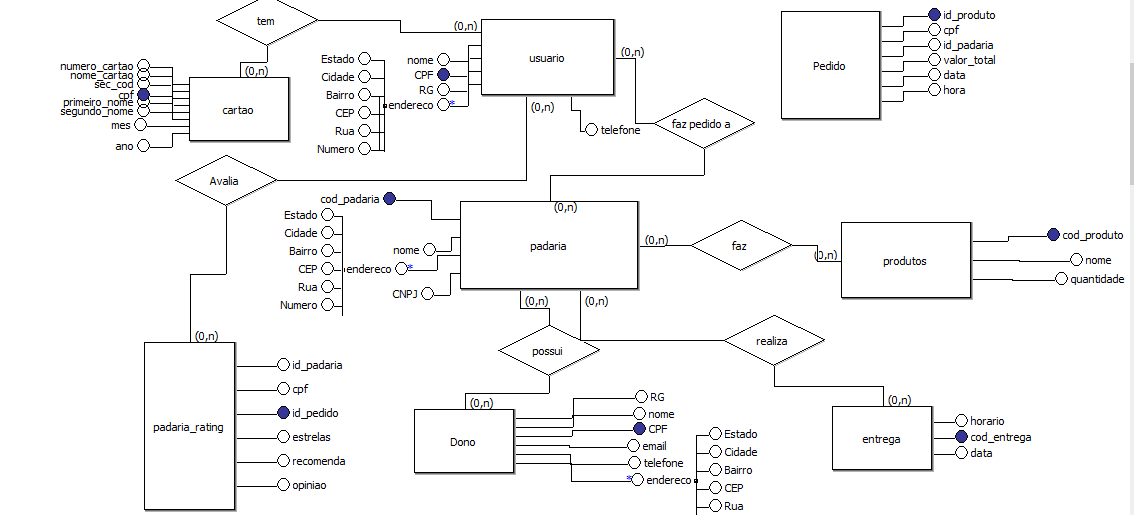 tem
(0,n)
usuario
(0,n)
(0,n)
nome
CPF
RG
endereco
*
Estado
Cidade
Bairro
CEP
Rua
Numero
telefone
faz pedido a
Pedido
id_produto
cpf
id_padaria
valor_total
data
hora
(0,n)
cartao
numero_cartao
nome_cartao
sec_cod
cpf
primeiro_nome
segundo_nome
mes
ano
Avalia
cod_padaria
(0,n)
padaria
(0,n)
nome
endereco
*
CNPJ
Estado
Cidade
Bairro
CEP
Rua
Numero
faz
(0,n)
produtos
cod_produto
nome
quantidade
(0,n)
(0,n)
possui
realiza
(0,n)
padaria_rating
id_padaria
cpf
id_pedido
estrelas
recomenda
opiniao
(0,n)
Dono
RG
nome
CPF
email
telefone
*
endereco
Estado
Cidade
Bairro
CEP
Rua
(0,n)
entrega
horario
cod_entrega
data